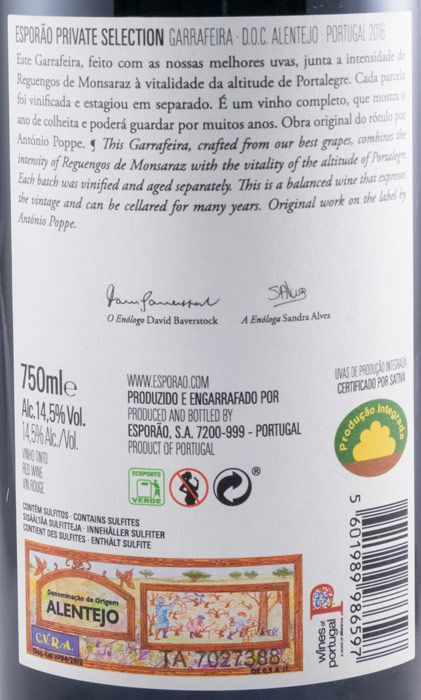 ESPORÃO PRIVATE SELECTION GARRAFEIRA · D.O.C. ALENTEJO · PORTUGAL 2016
Este Garrafeira, feito com as nossas melhores uvas, junta a intensidade de
Reguengos de Monsaraz à vitalidade da altitude de Portalegre. Cada parcela
foi vinificada e estagiou em separado. É um vinho completo, que mostra o
ano de colheita e poderá guardar por muitos anos. Obra original do rótulo por
António Poppe. ¶ This Garrafeira, crafted from our best grapes, combines the
intensity of Reguengos de Monsaraz with the vitality of the altitude of Portalegre.
Each batch was vinified and aged separately. This is a balanced wine that expresses
the vintage and can be cellared for many years. Original work on the label by
António Poppe.
O Enólogo David Baverstock
A Enóloga Sandra Alves
750ml e
Alc.14,5% Vol.
14,5% Alc./Vol.
VINHO TINTO
RED WINE
VIN ROUGE
WWW.ESPORAO.COM
PRODUZIDO E ENGARRAFADO POR
PRODUCED AND BOTTLED BY
ESPORÃO, S.A. 7200-999 - PORTUGAL
PRODUCT OF PORTUGAL
UVAS DE PRODUÇÃO INTEGRADA
CERTIFICADO POR SATIVA
Produção Integrada
ECOPONTO
VERDE
®
CONTÉM SULFITOS · CONTAINS SULFITES
SISÄÄLTÄÄ SULFITTEJA · INNEHÅLLER SULFITER
CONTIENT DES SULFITES · ENTHÄLT SULFITE
Denominação de Origem
ALENTEJO
C.V.R.A.
TA 7027388
DE 0,5 A 1L
wines of
portugal
5601989986597